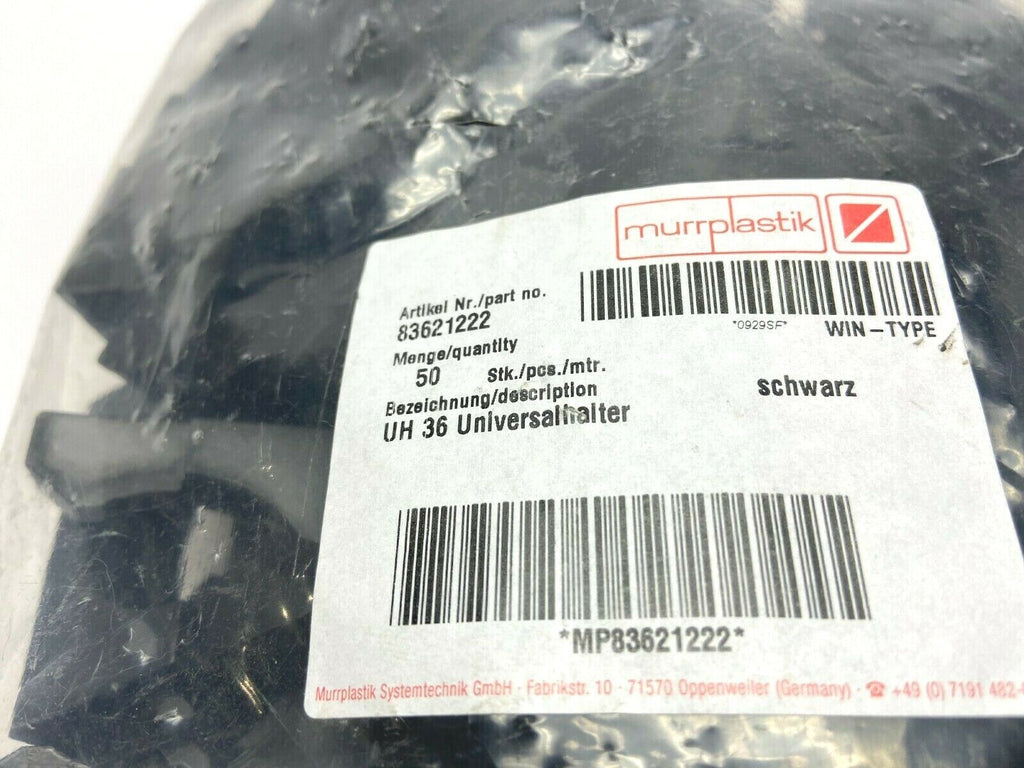 murrplastik
Artikel Nr./part no.
83621222
*0929SF*
WIN-TYPE
Menge/quantity
50 Stk./pcs./mtr.
Bezeichnung/description
schwarz
UH 36 Universalhalter
*MP83621222*
Murrplastik Systemtechnik GmbH · Fabrikstr. 10 · 71570 Oppenweiler (Germany) · ☎ +49 (0) 7191 482-